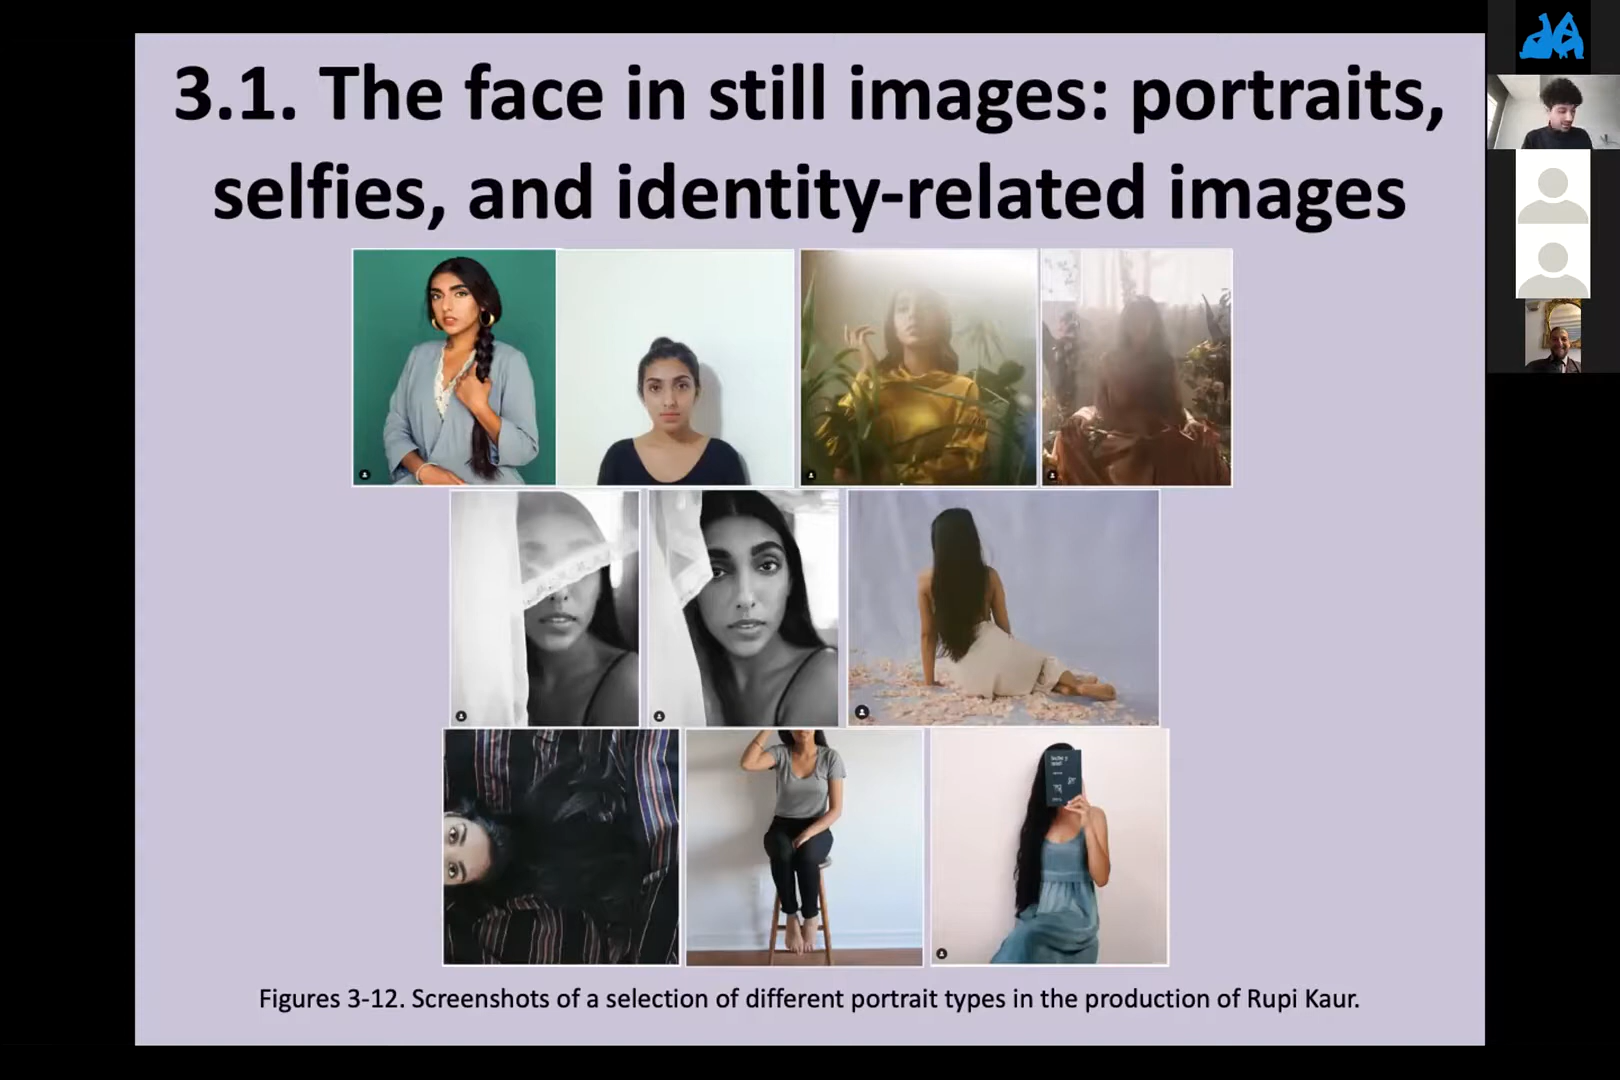 3.1. The face in still images: portraits,
selfies, and identity-related images
Figures 3-12. Screenshots of a selection of different portrait types in the production of Rupi Kaur.